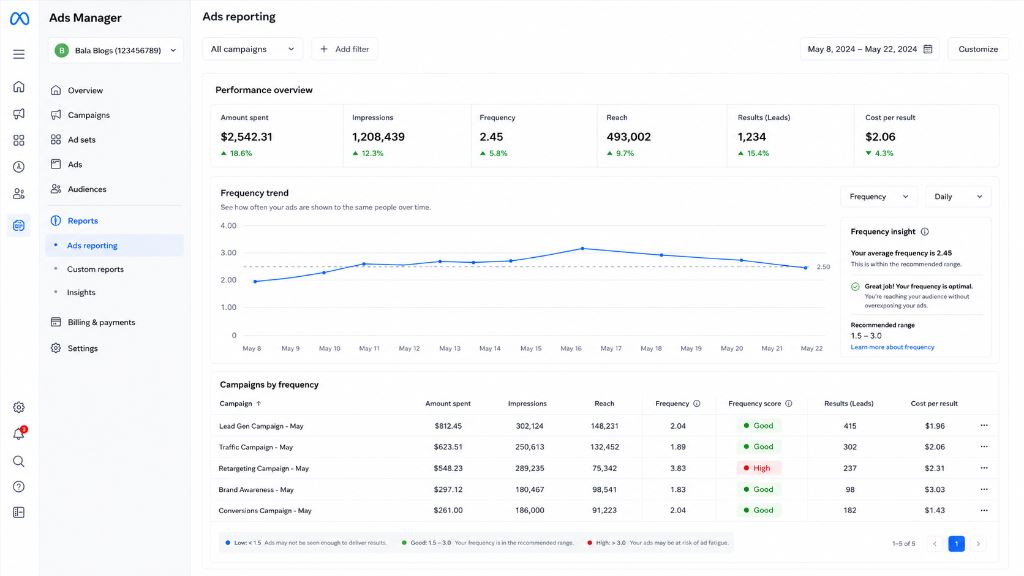 Ads Manager
B Bala Blogs (123456789)
Overview
Campaigns
Ad sets
Ads
Audiences
Reports
Ads reporting
Custom reports
Insights
Billing & payments
Settings
Ads reporting
All campaigns
+ Add filter
May 8, 2024 – May 22, 2024
Customize
Performance overview
Amount spent Impressions Frequency Reach Results (Leads) Cost per result
$2,542.31 1,208,439 2.45 493,002 1,234 $2.06
18.6% 12.3% 5.8% 9.7% 15.4% 4.3%
Frequency trend
See how often your ads are shown to the same people over time.
Frequency
Daily
4.00
3.00
2.50
2.00
1.00
0
May 8 May 9 May 10 May 11 May 12 May 13 May 14 May 15 May 16 May 17 May 18 May 19 May 20 May 21 May 22
Frequency insight
Your average frequency is 2.45
This is within the recommended range.
Great job! Your frequency is optimal.
You're reaching your audience without
overexposing your ads.
Recommended range
1.5 – 3.0
Learn more about frequency
Campaigns by frequency
Campaign ↑ Amount spent Impressions Reach Frequency Frequency score Results (Leads) Cost per result
Lead Gen Campaign - May $812.45 302,124 148,231 2.04 Good 415 $1.96
Traffic Campaign - May $623.51 250,613 132,452 1.89 Good 302 $2.06
Retargeting Campaign - May $548.23 289,235 75,342 3.83 High 237 $2.31
Brand Awareness - May $297.12 180,467 98,541 1.83 Good 98 $3.03
Conversions Campaign - May $261.00 186,000 91,223 2.04 Good 182 $1.43
Low: < 1.5 Ads may not be seen enough to deliver results. Good: 1.5 – 3.0 Your frequency is in the recommended range. High: > 3.0 Your ads may be at risk of ad fatigue.
1–5 of 5 < 1 >